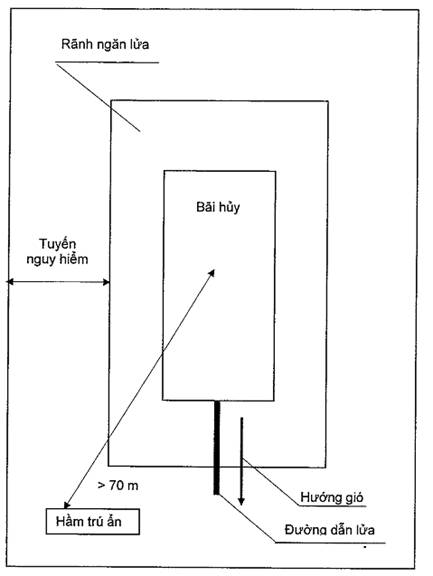 Rãnh ngăn lửa
Bãi hủy
Tuyến
nguy hiểm
> 70 m
Hầm trú ẩn
Hướng gió
Đường dẫn lửa